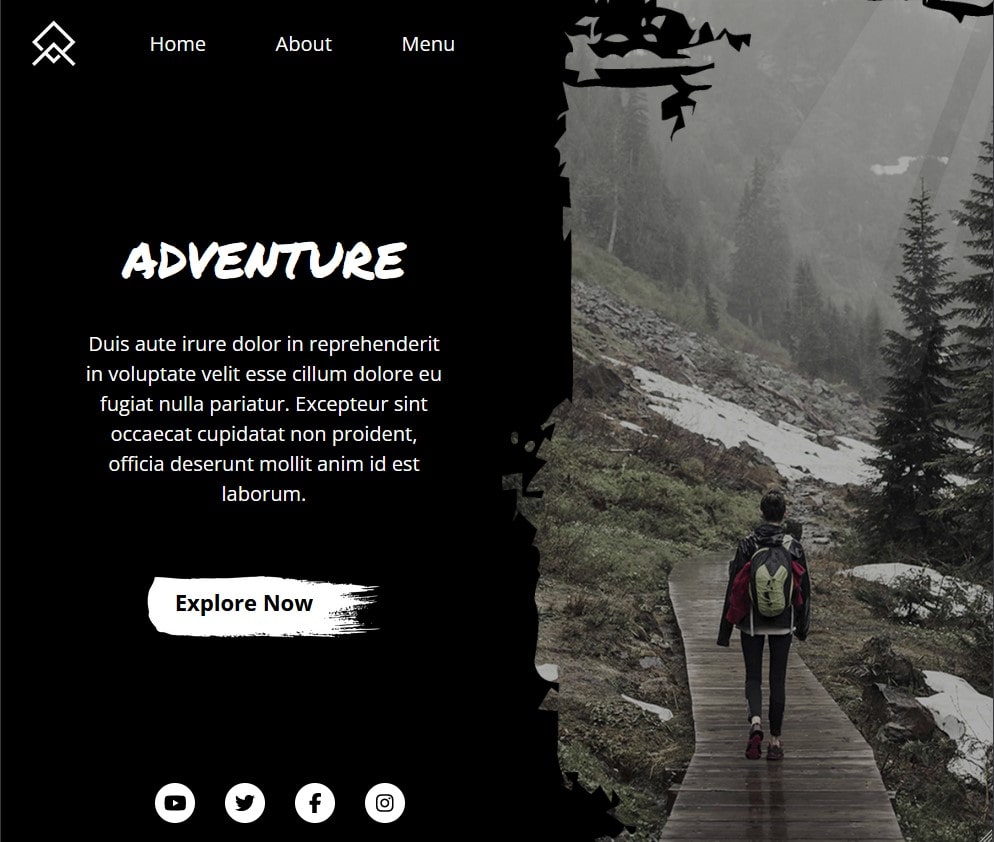 Home About Menu
ADVENTURE
Duis aute irure dolor in reprehenderit
in voluptate velit esse cillum dolore eu
fugiat nulla pariatur. Excepteur sint
occaecat cupidatat non proident,
officia deserunt mollit anim id est
laborum.
Explore Now